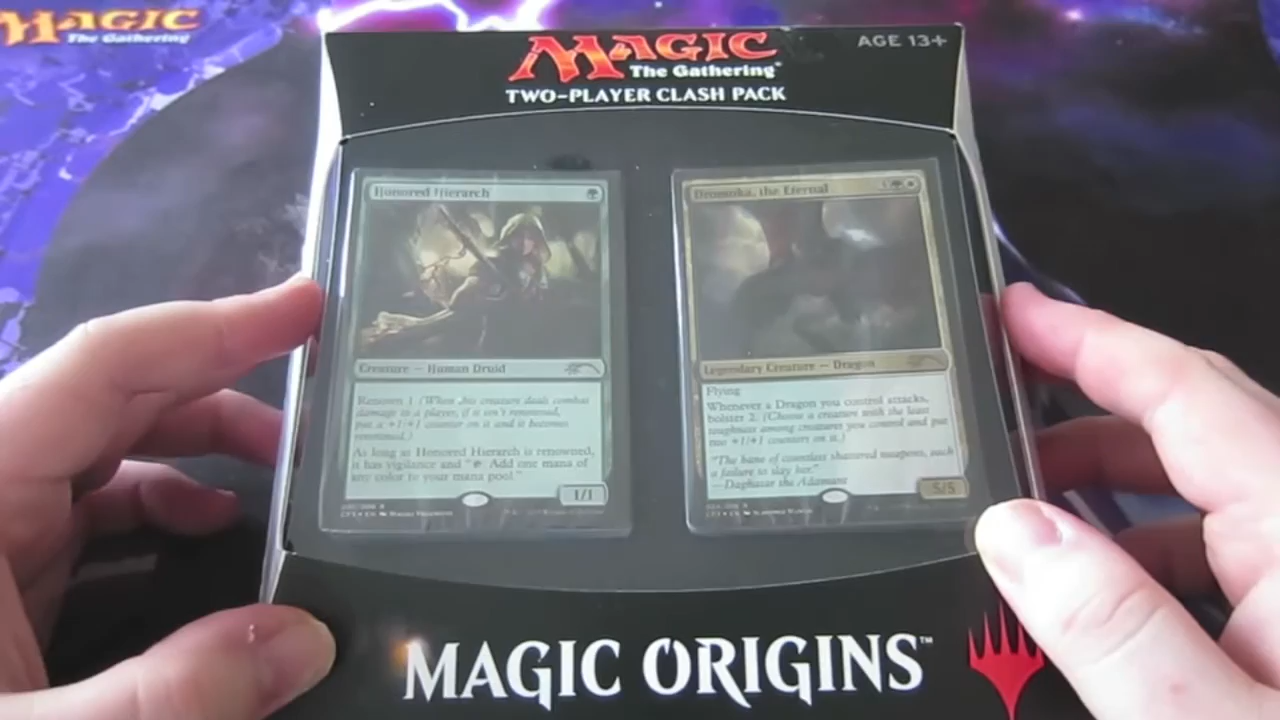 MAGIC
The Gathering
MAGIC
The Gathering®
AGE 13+
TWO-PLAYER CLASH PACK
Honored Hierarch
Creature — Human Druid
Renown 1 (When this creature deals combat
damage to a player, if it isn't renowned,
put a +1/+1 counter on it and it becomes
renowned.)
As long as Honored Hierarch is renowned,
it has vigilance and "T: Add one mana of
any color to your mana pool."
1/1
Dromoka, the Eternal
3
Legendary Creature — Dragon
Flying
Whenever a Dragon you control attacks,
bolster 2. (Choose a creature with the least
toughness among creatures you control and put
two +1/+1 counters on it.)
"The bane of countless shattered weapons, each
a failure to slay her."
—Daghatar the Adamant
5/5
MAGIC ORIGINS™